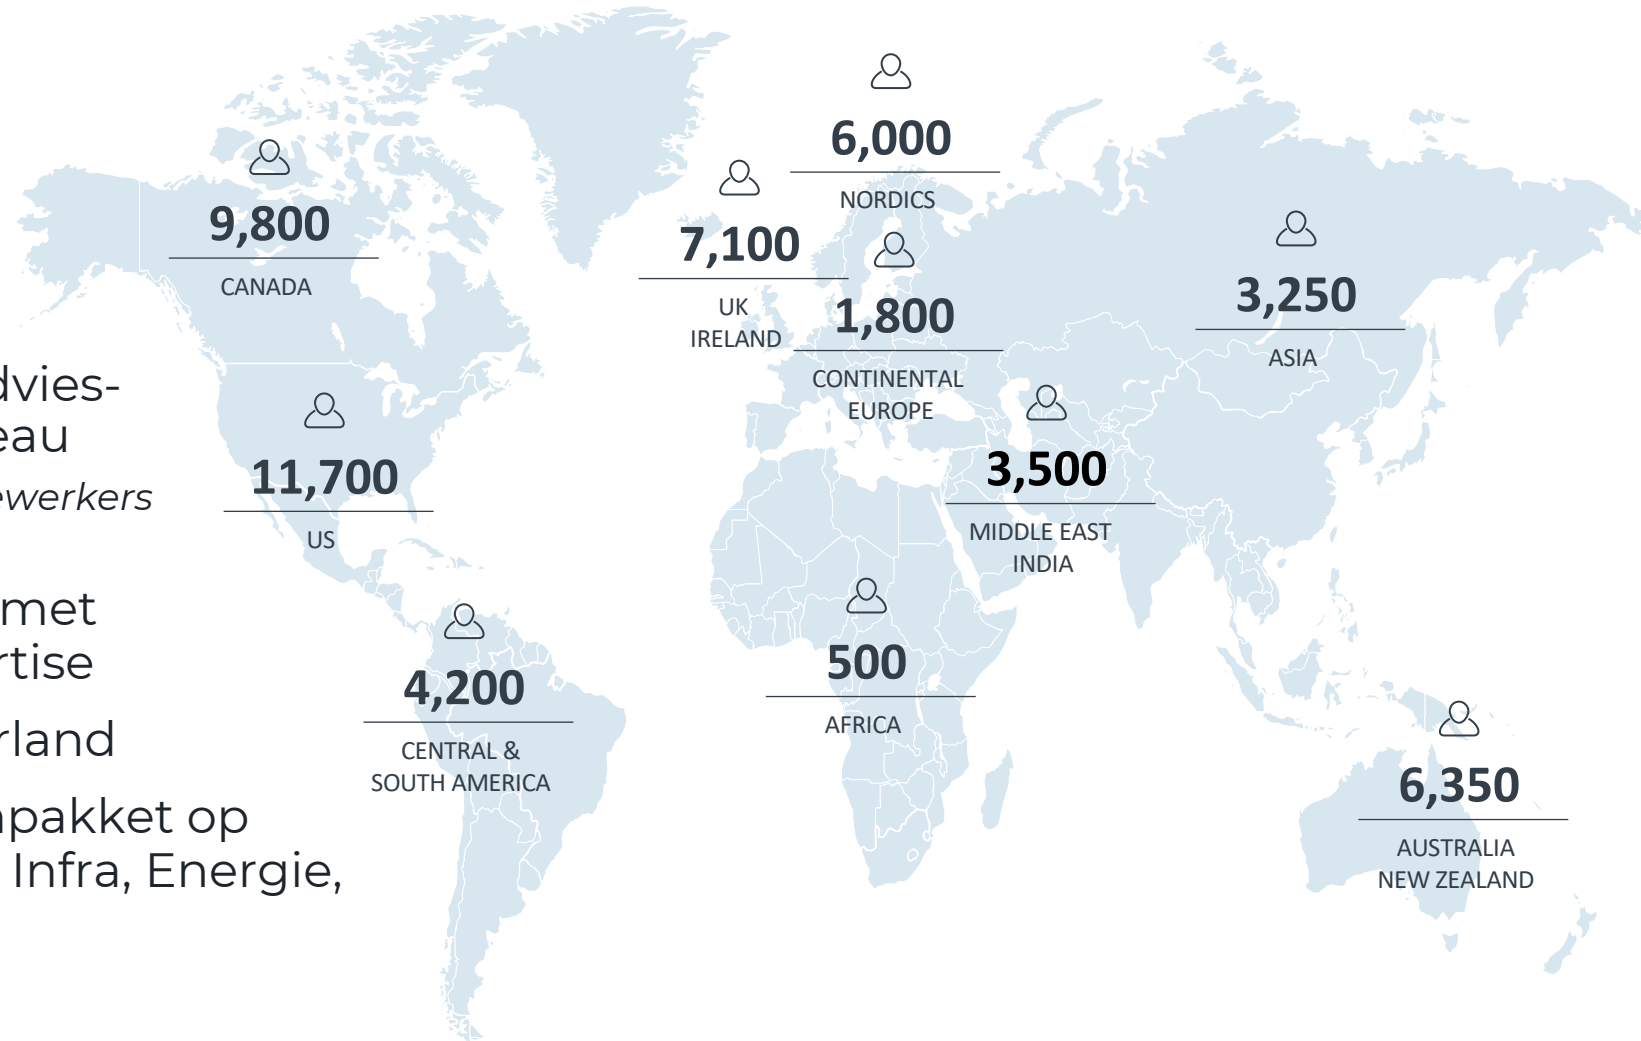 6,000
NORDICS
9,800
CANADA
7,100
UK
IRELAND
1,800
CONTINENTAL
EUROPE
3,250
ASIA
11,700
US
3,500
MIDDLE EAST
INDIA
4,200
CENTRAL &
SOUTH AMERICA
500
AFRICA
6,350
AUSTRALIA
NEW ZEALAND
dvies-
eau
ewerkers
met
rtise
rland
npakket op
Infra, Energie,